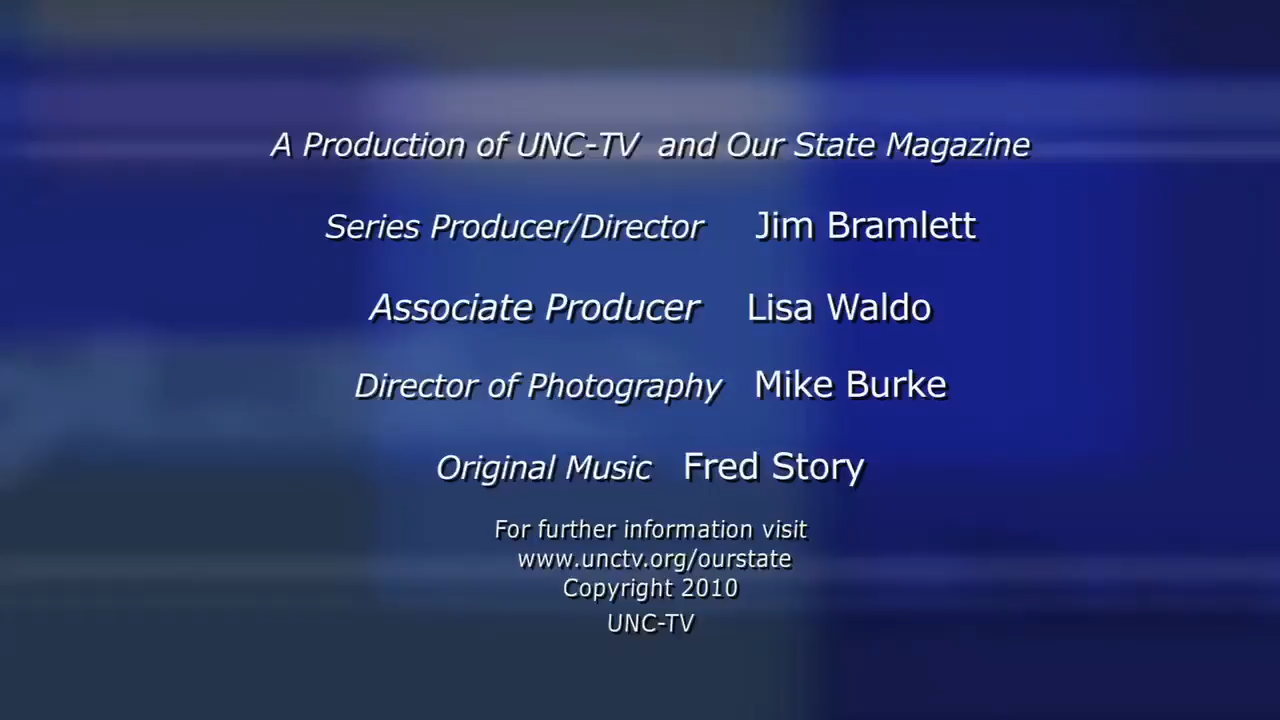 A Production of UNC-TV and Our State Magazine
Series Producer/Director Jim Bramlett
Associate Producer Lisa Waldo
Director of Photography Mike Burke
Original Music Fred Story
For further information visit
www.unctv.org/ourstate
Copyright 2010
UNC-TV